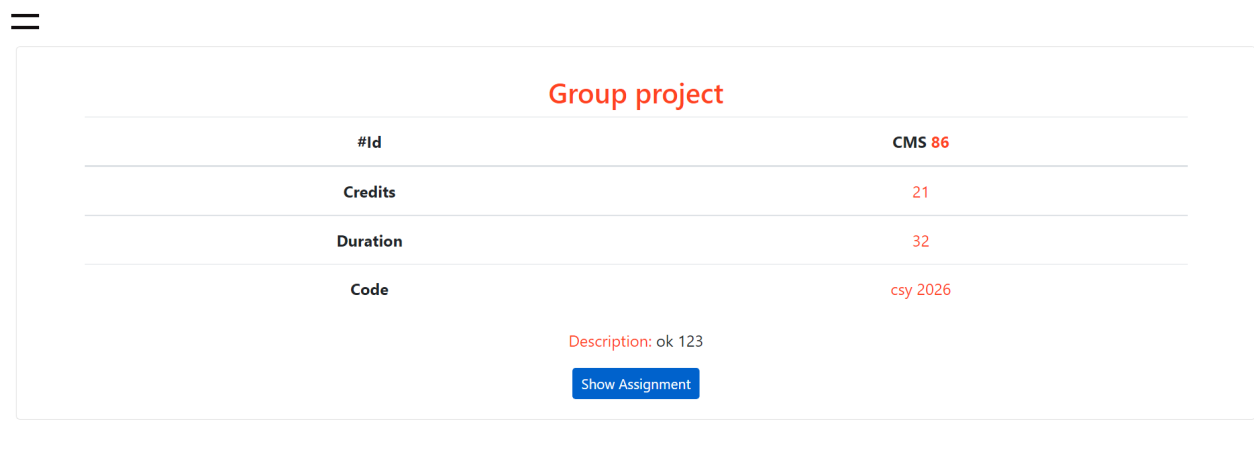 Group project
#Id CMS 86
Credits 21
Duration 32
Code csy 2026
Description: ok 123
Show Assignment